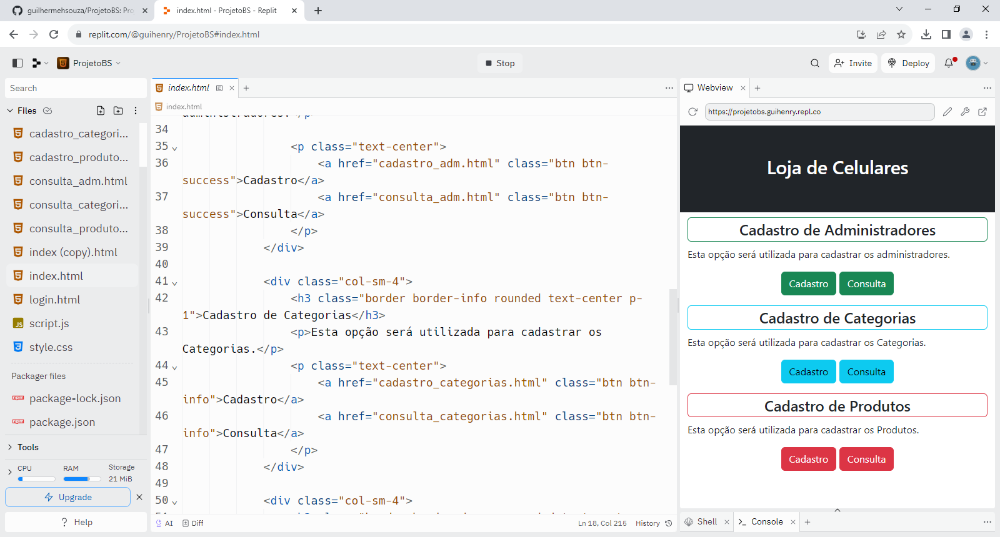 guilhermehsouza/ProjetoBS: Pro
index.html - ProjetoBS - Replit
replit.com/@guihenry/ProjetoBS#index.html
ProjetoBS
Stop
Invite
Deploy
Search
Files
cadastro_categori...
cadastro_produto...
consulta_adm.html
consulta_categori...
consulta_produto...
index (copy).html
index.html
login.html
script.js
style.css
Packager files
package-lock.json
package.json
Tools
CPU
RAM
Storage
21 MiB
Upgrade
Help
index.html
index.html
administradores.</p>
34
35 <p class="text-center">
36 <a href="cadastro_adm.html" class="btn btn-
success">Cadastro</a>
37 <a href="consulta_adm.html" class="btn btn-
success">Consulta</a>
38 </p>
39 </div>
40
41 <div class="col-sm-4">
42 <h3 class="border border-info rounded text-center p-
1">Cadastro de Categorias</h3>
43 <p>Esta opção será utilizada para cadastrar os
Categorias.</p>
44 <p class="text-center">
45 <a href="cadastro_categorias.html" class="btn btn-
info">Cadastro</a>
46 <a href="consulta_categorias.html" class="btn btn-
info">Consulta</a>
47 </p>
48 </div>
49
50 <div class="col-sm-4">
AI
Diff
Ln 18, Col 215
History
Webview
https://projetobs.guihenry.repl.co
Loja de Celulares
Cadastro de Administradores
Esta opção será utilizada para cadastrar os administradores.
Cadastro Consulta
Cadastro de Categorias
Esta opção será utilizada para cadastrar os Categorias.
Cadastro Consulta
Cadastro de Produtos
Esta opção será utilizada para cadastrar os Produtos.
Cadastro Consulta
Shell
Console